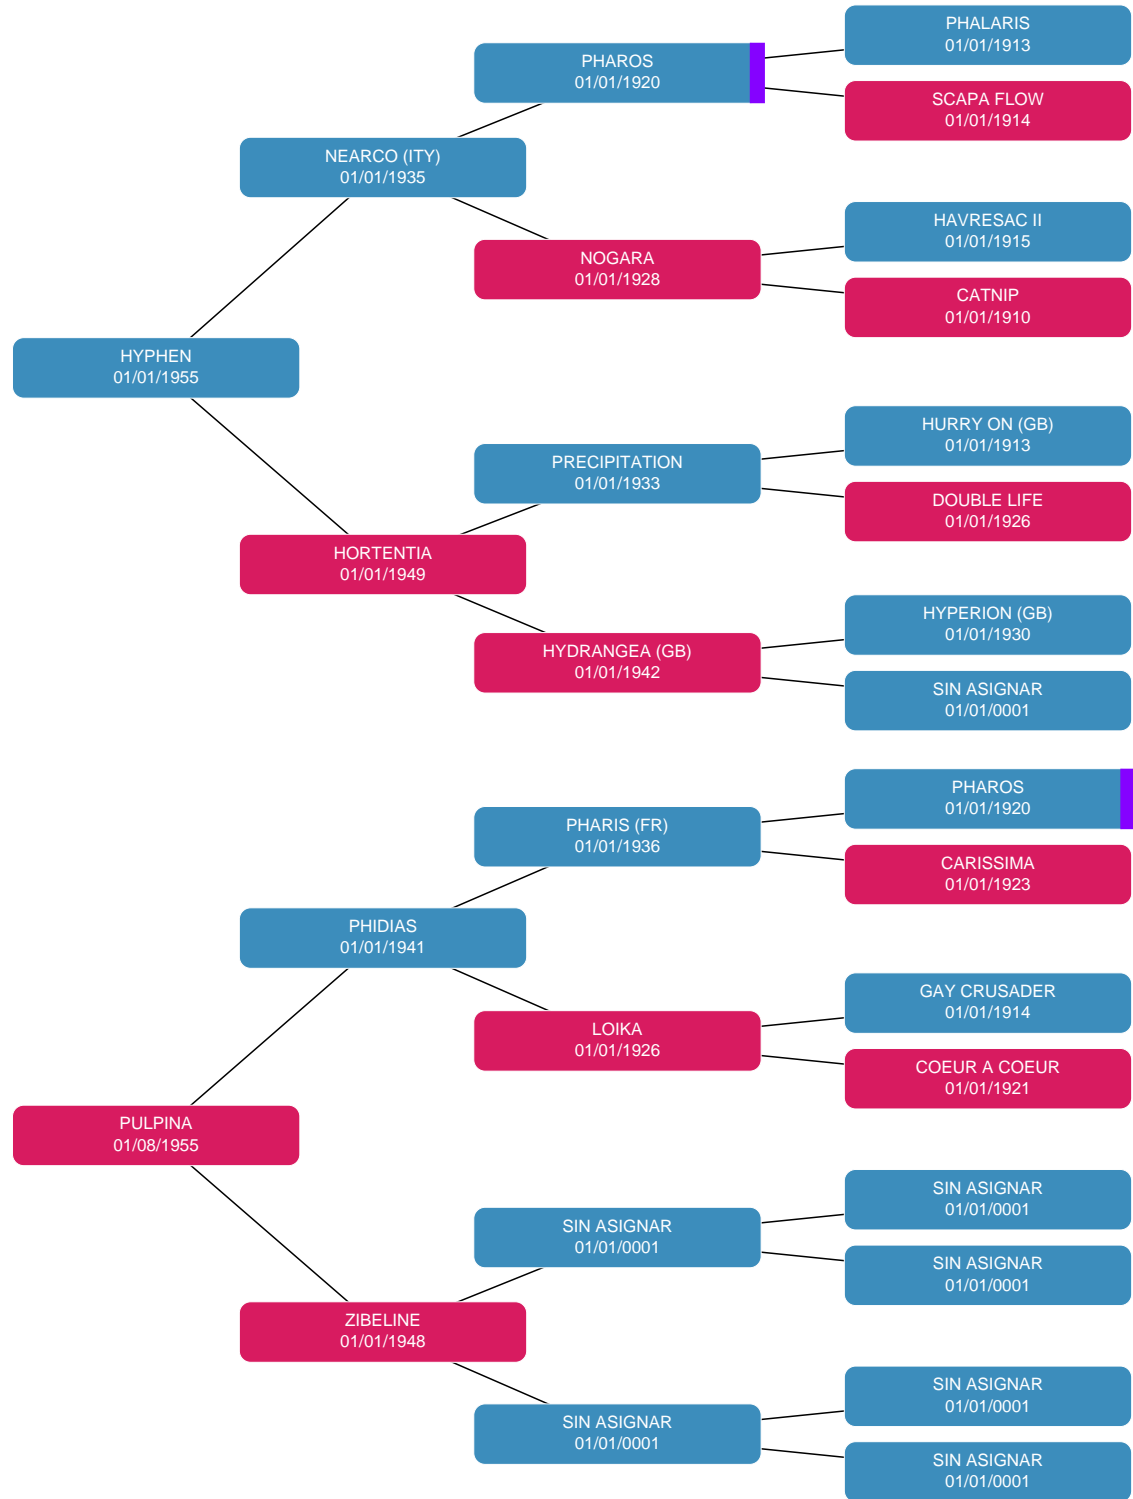 PHALARIS
01/01/1913
PHAROS
01/01/1920
SCAPA FLOW
01/01/1914
NEARCO (ITY)
01/01/1935
HAVRESAC II
01/01/1915
NOGARA
01/01/1928
CATNIP
01/01/1910
HYPHEN
01/01/1955
HURRY ON (GB)
01/01/1913
PRECIPITATION
01/01/1933
DOUBLE LIFE
01/01/1926
HORTENTIA
01/01/1949
HYPERION (GB)
01/01/1930
HYDRANGEA (GB)
01/01/1942
SIN ASIGNAR
01/01/0001
PHAROS
01/01/1920
PHARIS (FR)
01/01/1936
CARISSIMA
01/01/1923
PHIDIAS
01/01/1941
GAY CRUSADER
01/01/1914
LOIKA
01/01/1926
COEUR A COEUR
01/01/1921
PULPINA
01/08/1955
SIN ASIGNAR
01/01/0001
SIN ASIGNAR
01/01/0001
SIN ASIGNAR
01/01/0001
ZIBELINE
01/01/1948
SIN ASIGNAR
01/01/0001
SIN ASIGNAR
01/01/0001
SIN ASIGNAR
01/01/0001